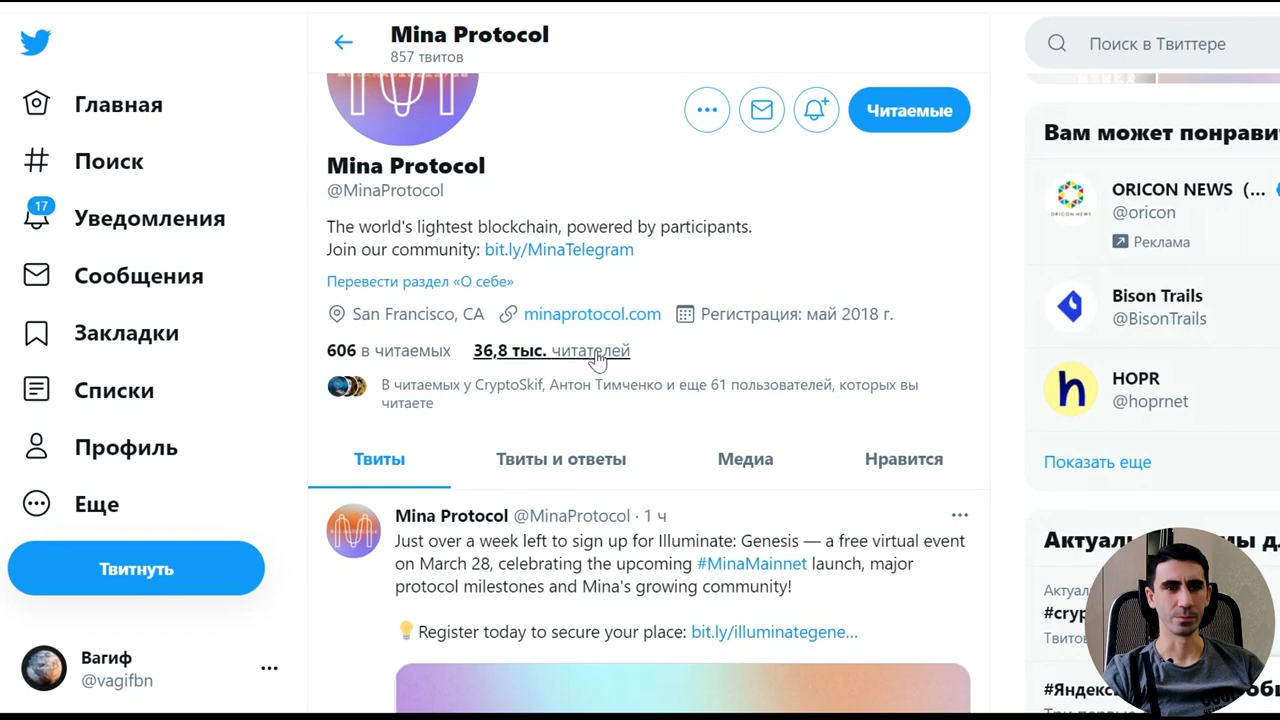 Mina Protocol
857 твитов
Поиск в Твиттере
Главная
Поиск
17
Уведомления
Сообщения
Закладки
Списки
Профиль
Еще
Твитнуть
Вагиф
@vagifbn
Читаемые
Mina Protocol
@MinaProtocol
The world's lightest blockchain, powered by participants.
Join our community: bit.ly/MinaTelegram
Перевести раздел «О себе»
San Francisco, CA minaprotocol.com Регистрация: май 2018 г.
606 в читаемых 36,8 тыс. читателей
В читаемых у CryptoSkif, Антон Тимченко и еще 61 пользователей, которых вы
читаете
Твиты Твиты и ответы Медиа Нравится
Mina Protocol @MinaProtocol · 1 ч
Just over a week left to sign up for Illuminate: Genesis — a free virtual event
on March 28, celebrating the upcoming #MinaMainnet launch, major
protocol milestones and Mina's growing community!
Register today to secure your place: bit.ly/illuminategene...
Вам может понрави
ORICON NEWS (...
@oricon
Реклама
Bison Trails
@BisonTrails
HOPR
@hoprnet
Показать еще